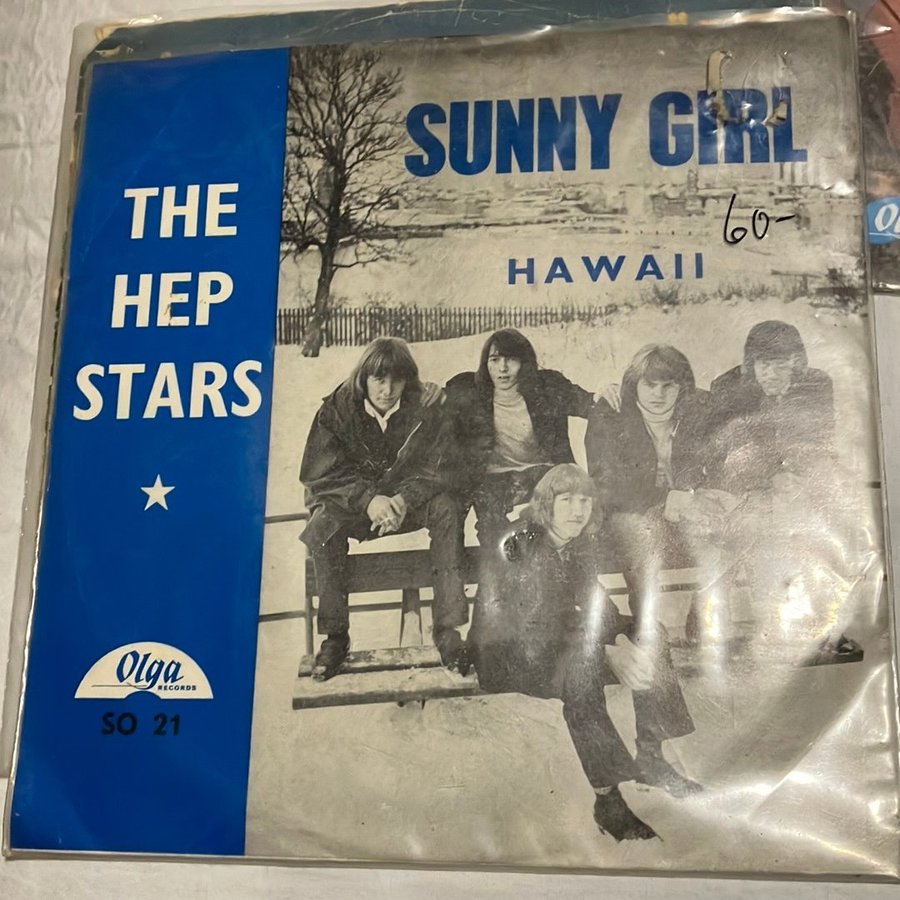 THE
HEP
STARS
Olga
RECORDS
SO 21
SUNNY GIRL
60-
HAWAII